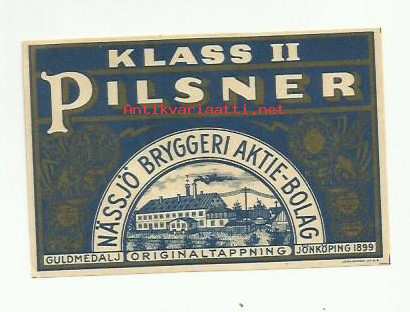 KLASS II
PILSNER
Antikvariaatti.net
NÄSSJÖ BRYGGERI AKTIE-BOLAG
GULDMEDALJ ORIGINALTAPPNING JÖNKÖPING 1899